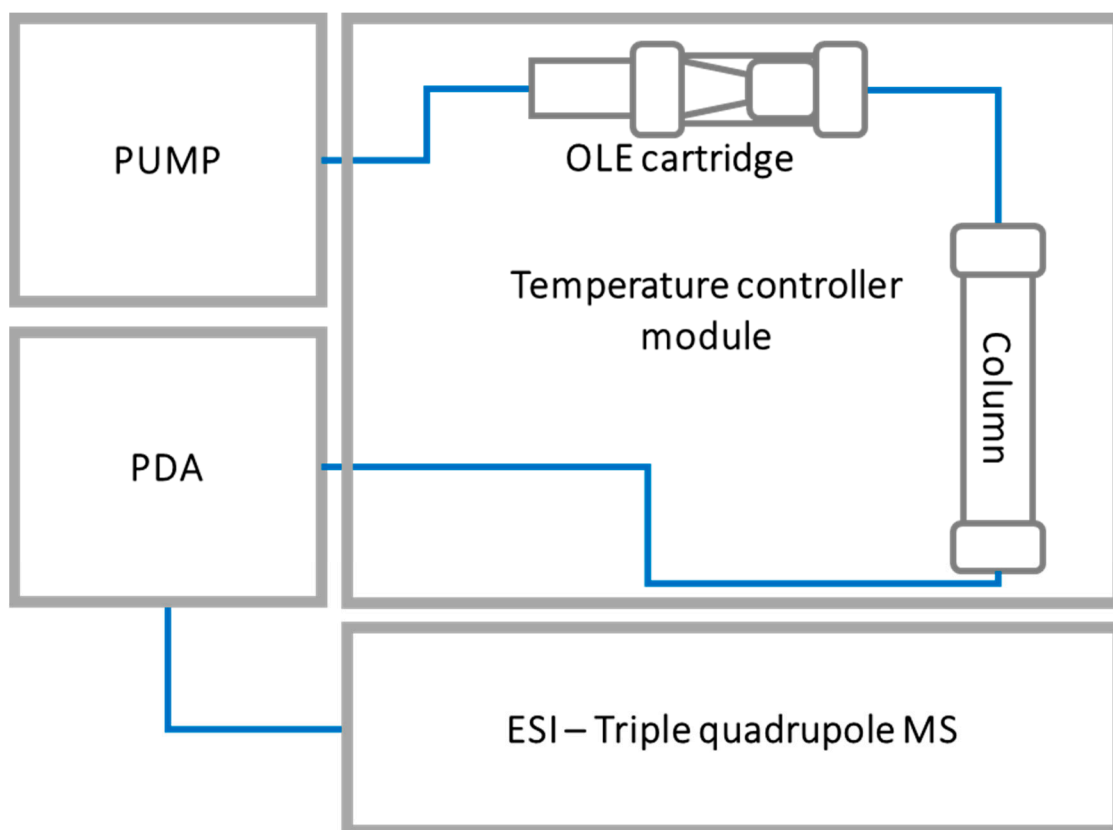 PUMP
OLE cartridge
Temperature controller
module
Column
PDA
ESI – Triple quadrupole MS